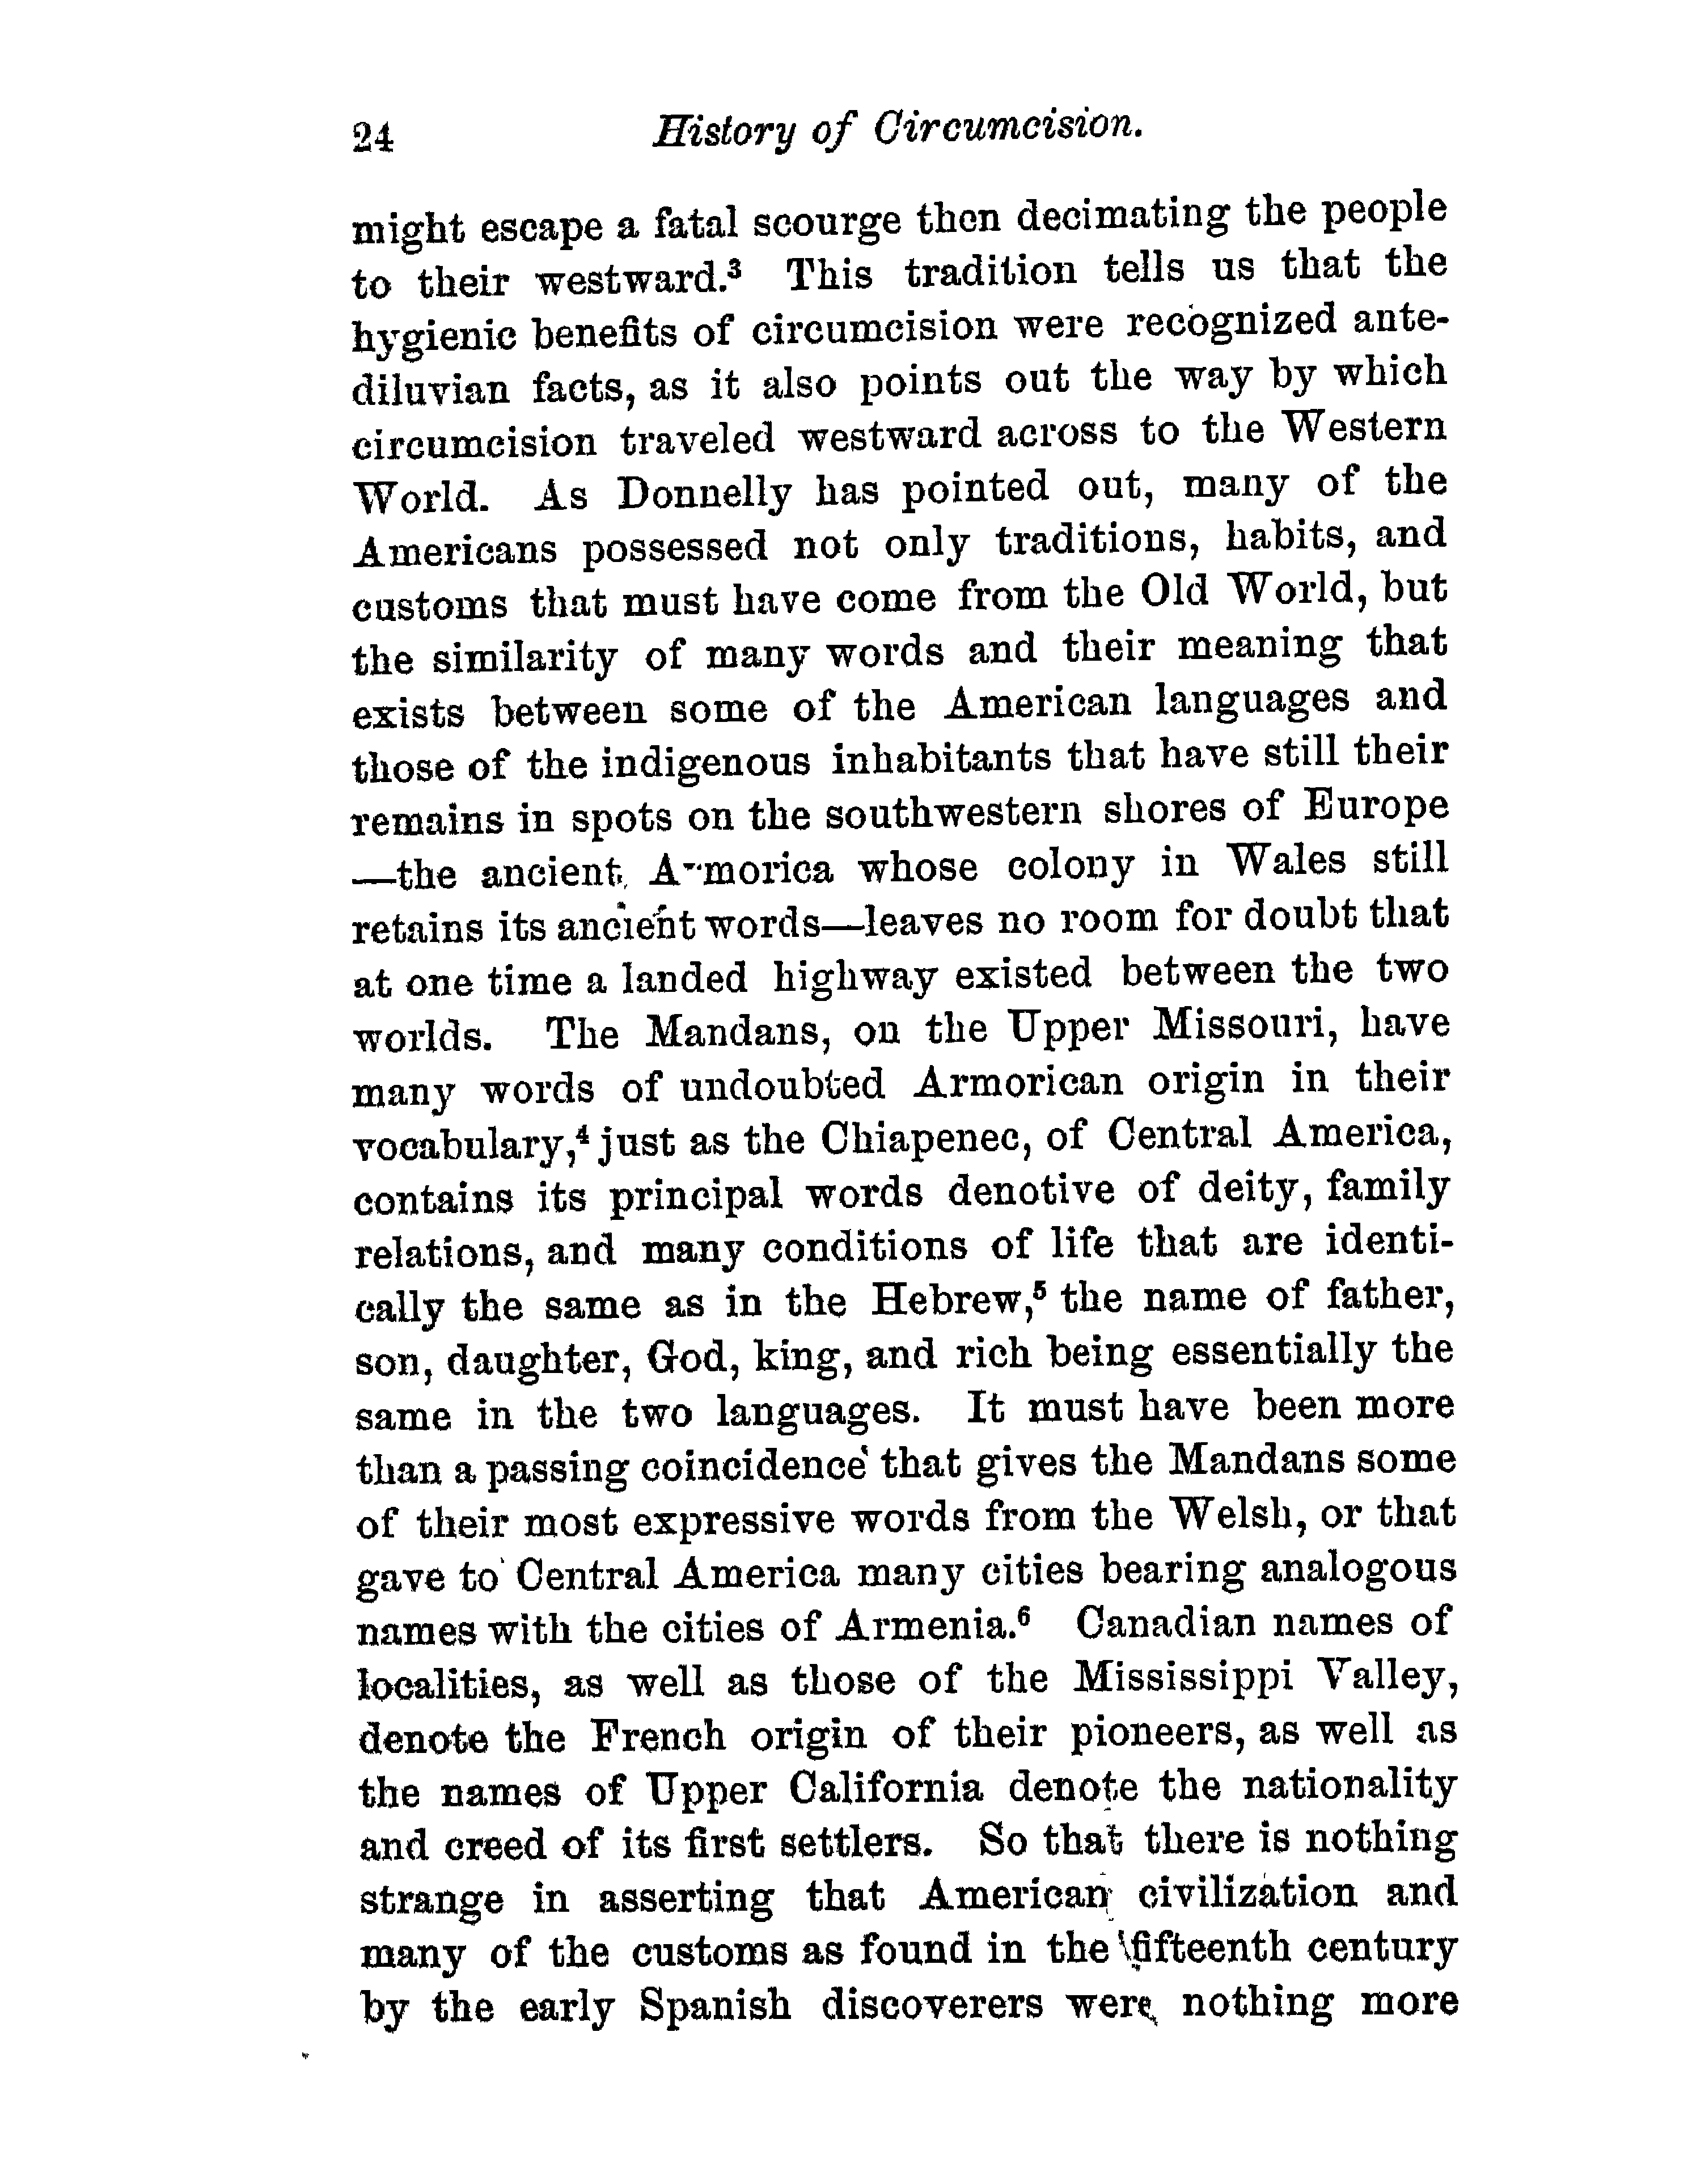 24 History of Circumcision.
might escape a fatal scourge then decimating the people
to their westward.³ This tradition tells us that the
hygienic benefits of circumcision were recognized ante-
diluvian facts, as it also points out the way by which
circumcision traveled westward across to the Western
World. As Donnelly has pointed out, many of the
Americans possessed not only traditions, habits, and
customs that must have come from the Old World, but
the similarity of many words and their meaning that
exists between some of the American languages and
those of the indigenous inhabitants that have still their
remains in spots on the southwestern shores of Europe
—the ancient Armorica whose colony in Wales still
retains its ancient words—leaves no room for doubt that
at one time a landed highway existed between the two
worlds. The Mandans, on the Upper Missouri, have
many words of undoubted Armorican origin in their
vocabulary,⁴ just as the Chiapenec, of Central America,
contains its principal words denotive of deity, family
relations, and many conditions of life that are identi-
cally the same as in the Hebrew,⁵ the name of father,
son, daughter, God, king, and rich being essentially the
same in the two languages. It must have been more
than a passing coincidence that gives the Mandans some
of their most expressive words from the Welsh, or that
gave to Central America many cities bearing analogous
names with the cities of Armenia.⁶ Canadian names of
localities, as well as those of the Mississippi Valley,
denote the French origin of their pioneers, as well as
the names of Upper California denote the nationality
and creed of its first settlers. So that there is nothing
strange in asserting that American civilization and
many of the customs as found in the fifteenth century
by the early Spanish discoverers were nothing more